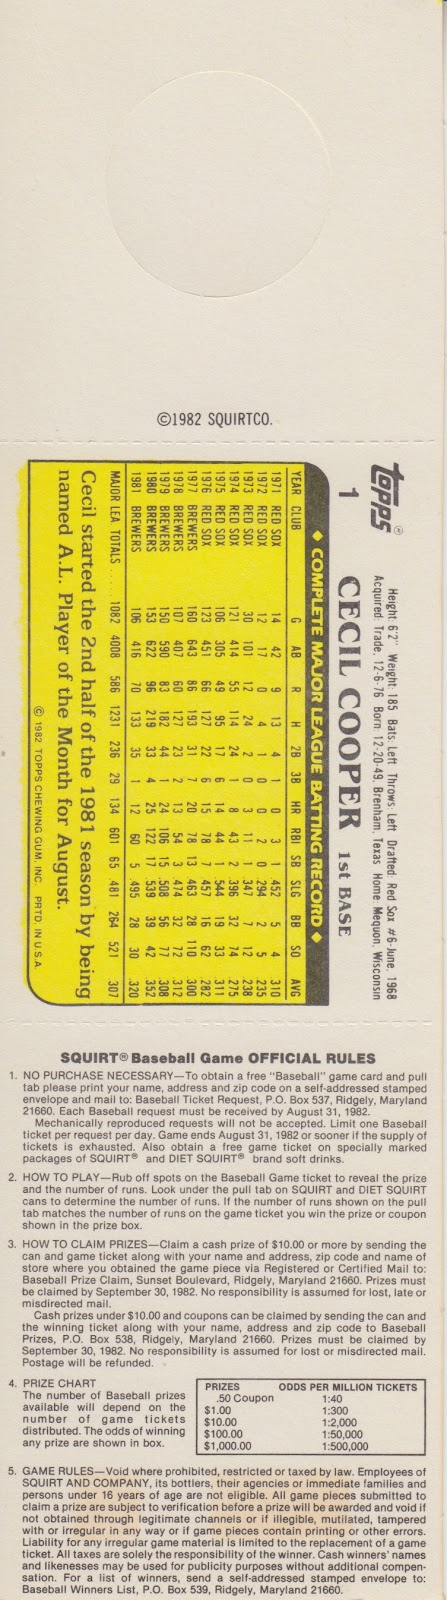 ©1982 SQUIRTCO.
TOPPS®
1
Height: 6'2" Weight: 185 Bats: Left Throws: Left Drafted: Red Sox #6-June, 1968
Acquired: Trade, 12-6-76 Born: 12-20-49, Brenham, Texas Home: Mequon, Wisconsin
CECIL COOPER 1st BASE
◆ COMPLETE MAJOR LEAGUE BATTING RECORD ◆
YEAR CLUB G AB R H 2B 3B HR RBI SB SLG BB SO AVG
1971 RED SOX 14 42 9 13 4 1 0 3 1 .452 5 4 .310
1972 RED SOX 12 17 0 4 1 0 0 2 0 .294 2 5 .235
1973 RED SOX 30 101 12 24 2 0 3 11 1 .347 7 12 .238
1974 RED SOX 121 414 55 114 24 1 8 43 2 .396 32 74 .275
1975 RED SOX 106 305 49 95 17 6 14 44 1 .544 19 33 .311
1976 RED SOX 123 451 66 127 22 6 15 78 7 .457 16 62 .282
1977 BREWERS 160 643 86 193 31 7 20 78 13 .463 28 110 .300
1978 BREWERS 107 407 60 127 23 2 13 54 3 .474 32 72 .312
1979 BREWERS 150 590 83 182 44 1 24 106 15 .508 56 77 .308
1980 BREWERS 153 622 96 219 33 4 25 122 17 .539 39 42 .352
1981 BREWERS 106 416 70 133 35 1 12 60 5 .495 28 30 .320
MAJOR LEA TOTALS ..... 1082 4008 586 1231 236 29 134 601 65 .481 264 521 .307
Cecil started the 2nd half of the 1981 season by being
named A.L. Player of the Month for August.
© 1982 TOPPS CHEWING GUM, INC. PRTD. IN U.S.A.
SQUIRT® Baseball Game OFFICIAL RULES
1. NO PURCHASE NECESSARY—To obtain a free "Baseball" game card and pull
tab please print your name, address and zip code on a self-addressed stamped
envelope and mail to: Baseball Ticket Request, P.O. Box 537, Ridgely, Maryland
21660. Each Baseball request must be received by August 31, 1982.
Mechanically reproduced requests will not be accepted. Limit one Baseball
ticket per request per day. Game ends August 31, 1982 or sooner if the supply of
tickets is exhausted. Also obtain a free game ticket on specially marked
packages of SQUIRT® and DIET SQUIRT® brand soft drinks.
2. HOW TO PLAY—Rub off spots on the Baseball Game ticket to reveal the prize
and the number of runs. Look under the pull tab on SQUIRT and DIET SQUIRT
cans to determine the number of runs. If the number of runs shown on the pull
tab matches the number of runs on the game ticket you win the prize or coupon
shown in the prize box.
3. HOW TO CLAIM PRIZES—Claim a cash prize of $10.00 or more by sending the
can and game ticket along with your name and address, zip code and name of
store where you obtained the game piece via Registered or Certified Mail to:
Baseball Prize Claim, Sunset Boulevard, Ridgely, Maryland 21660. Prizes must
be claimed by September 30, 1982. No responsibility is assumed for lost, late or
misdirected mail.
Cash prizes under $10.00 and coupons can be claimed by sending the can and
the winning ticket along with your name, address and zip code to Baseball
Prizes, P.O. Box 538, Ridgely, Maryland 21660. Prizes must be claimed by
September 30, 1982. No responsibility is assumed for lost or misdirected mail.
Postage will be refunded.
4. PRIZE CHART
The number of Baseball prizes
available will depend on the
number of game tickets
distributed. The odds of winning
any prize are shown in box.
PRIZES ODDS PER MILLION TICKETS
.50 Coupon 1:40
$1.00 1:300
$10.00 1:2,000
$100.00 1:50,000
$1,000.00 1:500,000
5. GAME RULES—Void where prohibited, restricted or taxed by law. Employees of
SQUIRT AND COMPANY, its bottlers, their agencies or immediate families and
persons under 16 years of age are not eligible. All game pieces submitted to
claim a prize are subject to verification before a prize will be awarded and void if
not obtained through legitimate channels or if illegible, mutilated, tampered
with or irregular in any way or if game pieces contain printing or other errors.
Liability for any irregular game material is limited to the replacement of a game
ticket. All taxes are solely the responsibility of the winner. Cash winners' names
and likenesses may be used for publicity purposes without additional compen-
sation. For a list of winners, send a self-addressed stamped envelope to:
Baseball Winners List, P.O. Box 539, Ridgely, Maryland 21660.